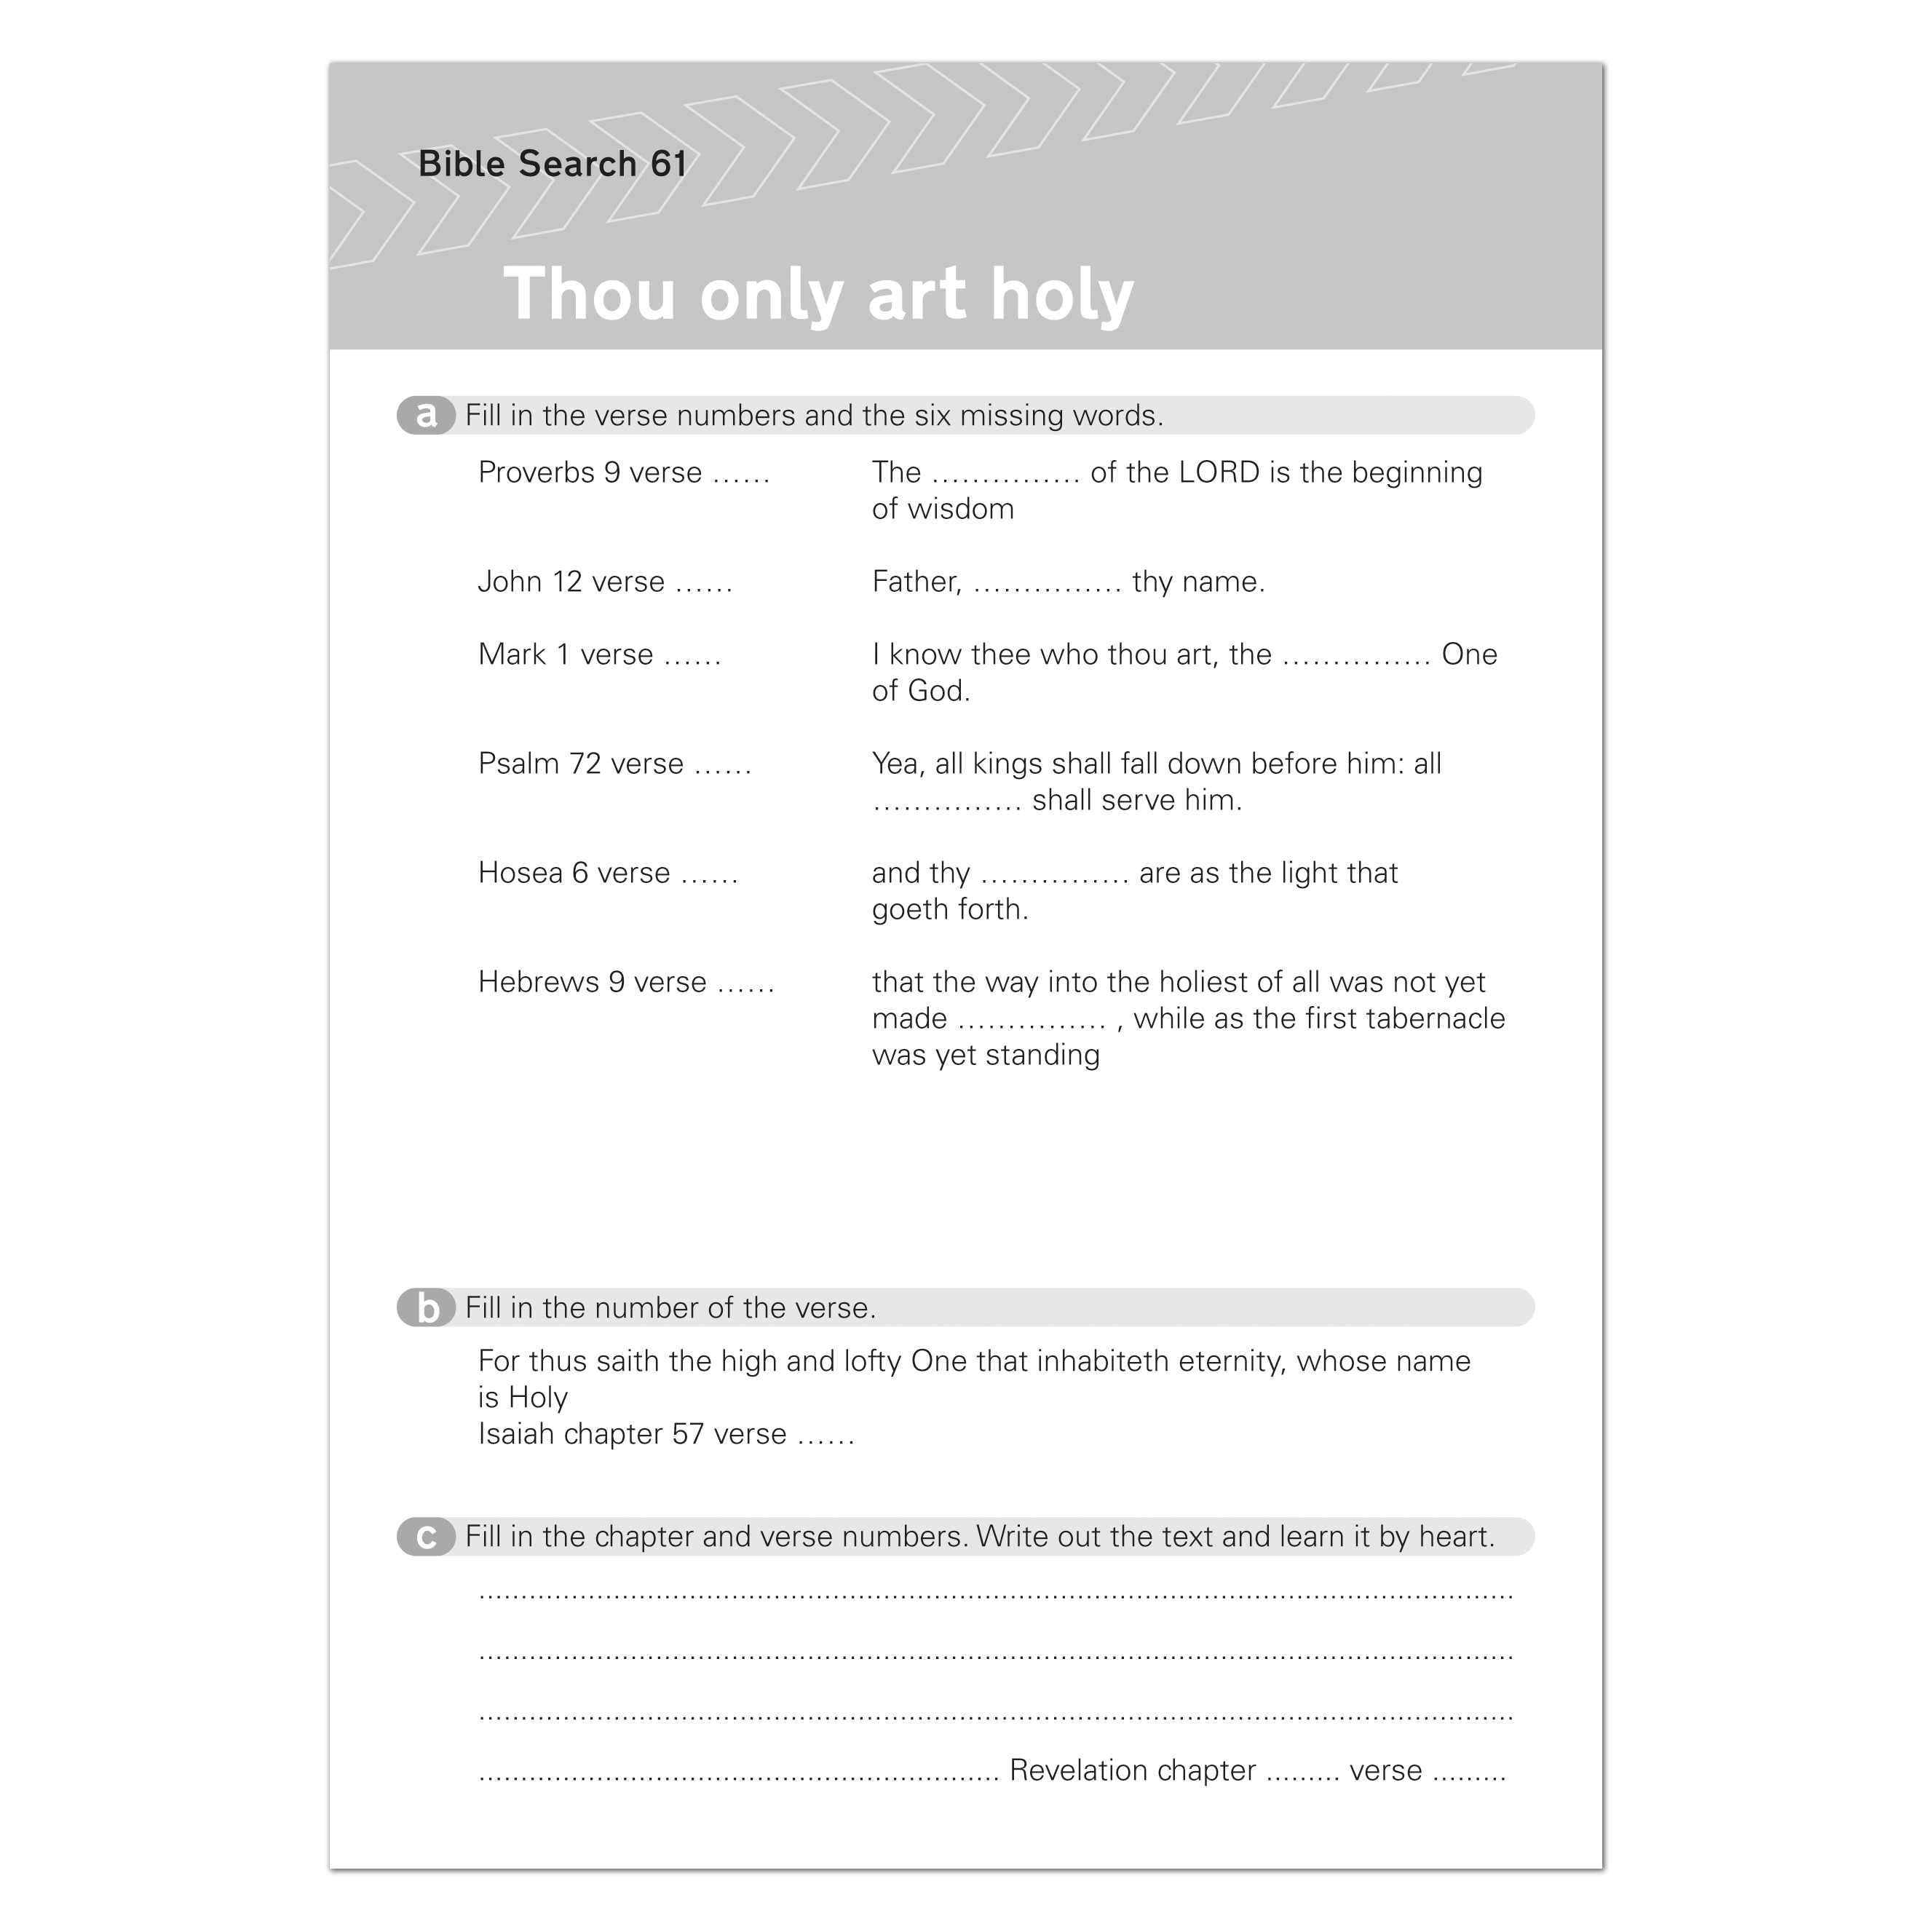 Bible Search 61
Thou only art holy
a Fill in the verse numbers and the six missing words.
Proverbs 9 verse ...... The ............... of the LORD is the beginning
of wisdom
John 12 verse ...... Father, ............... thy name.
Mark 1 verse ...... I know thee who thou art, the ............... One
of God.
Psalm 72 verse ...... Yea, all kings shall fall down before him: all
............... shall serve him.
Hosea 6 verse ...... and thy ............... are as the light that
goeth forth.
Hebrews 9 verse ...... that the way into the holiest of all was not yet
made ............... , while as the first tabernacle
was yet standing
b Fill in the number of the verse.
For thus saith the high and lofty One that inhabiteth eternity, whose name
is Holy
Isaiah chapter 57 verse ......
c Fill in the chapter and verse numbers. Write out the text and learn it by heart.
............................................................................................................................
............................................................................................................................
............................................................................................................................
.............................................................. Revelation chapter ......... verse .........